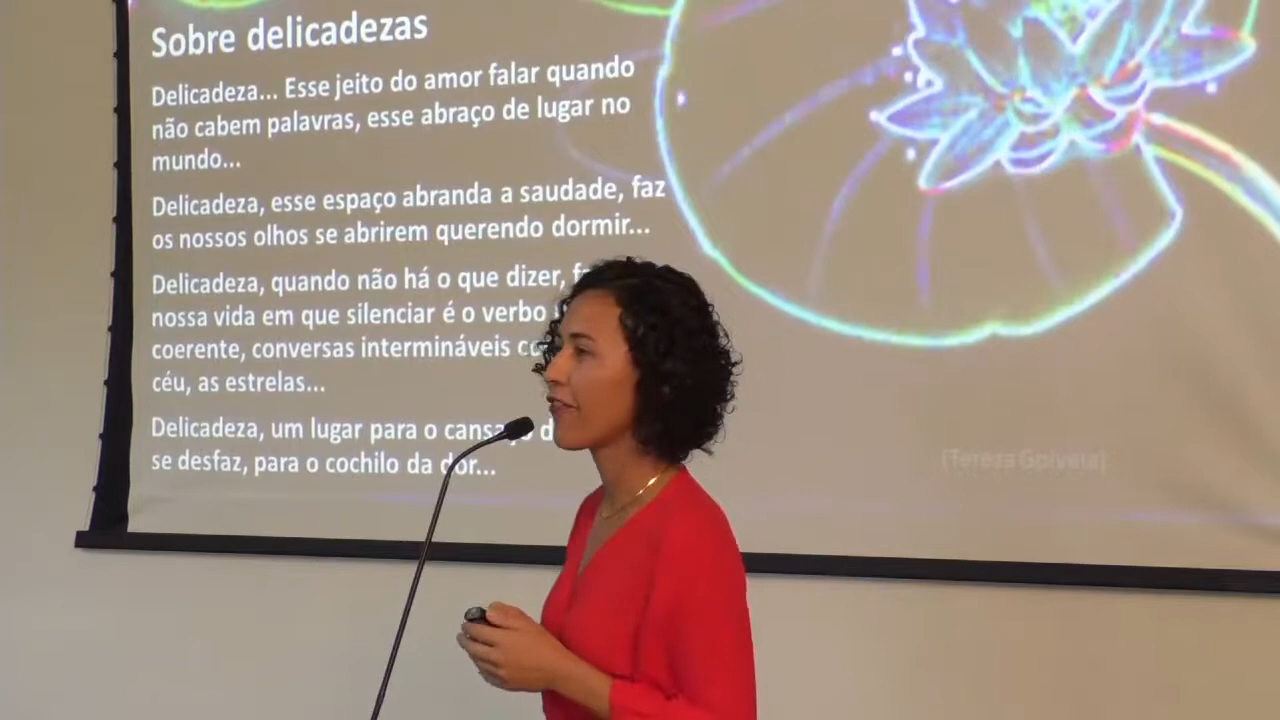 Sobre delicadezas
Delicadeza... Esse jeito do amor falar quando
não cabem palavras, esse abraço de lugar no
mundo...
Delicadeza, esse espaço abranda a saudade, faz
os nossos olhos se abrirem querendo dormir...
Delicadeza, quando não há o que dizer,
nossa vida em que silenciar é o verbo
coerente, conversas intermináveis
céu, as estrelas...
Delicadeza, um lugar para o cansaço
se desfaz, para o cochilo da dor...